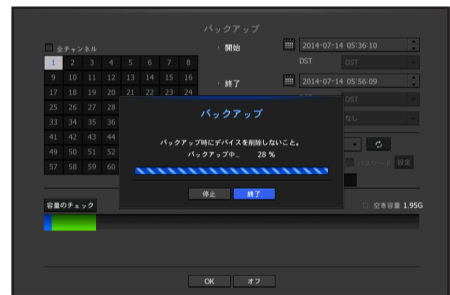 バックアップ
全チャンネル
開始
2014-07-14 05:36:10
DST
DST
1 2 3 4 5 6 7 8
9 10 11 12 13 14 15 16
終了
2014-07-14 05:56:09
17 18 19 20 21 22 23 24
DST
25 26 27 28
なし
33 34 35 36
41 42 43 44
49 50 51 52
57 58 59 60
バックアップ
バックアップ時にデバイスを削除しないこと。
バックアップ中_ 28 %
停止
終了
パスワード
設定
容量のチェック
空き容量 1.95G
OK
オフ